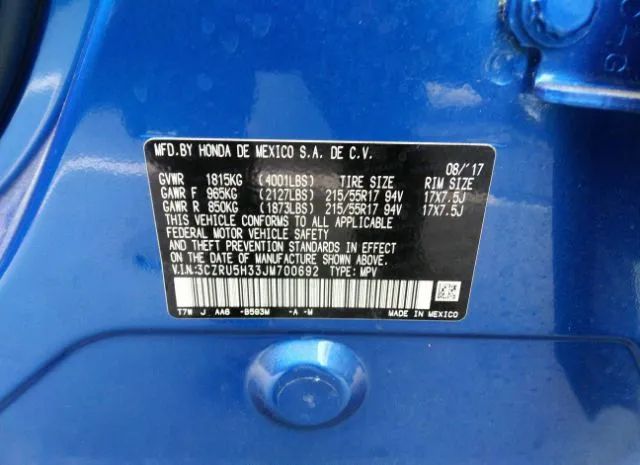 MFD.BY HONDA DE MEXICO S.A. DE C.V.
08/'17
GVWR 1815KG (4001LBS) TIRE SIZE RIM SIZE
GAWR F 965KG (2127LBS) 215/55R17 94V 17X7.5J
GAWR R 850KG (1873LBS) 215/55R17 94V 17X7.5J
THIS VEHICLE CONFORMS TO ALL APPLICABLE
FEDERAL MOTOR VEHICLE SAFETY
STANDARDS IN EFFECT
ON THE DATE OF MANUFACTURE SHOWN ABOVE.
V.I.N:3CZRU5H33JM700692 TYPE: MPV
T7W J AA6 -B593M -A -M MADE IN MEXICO